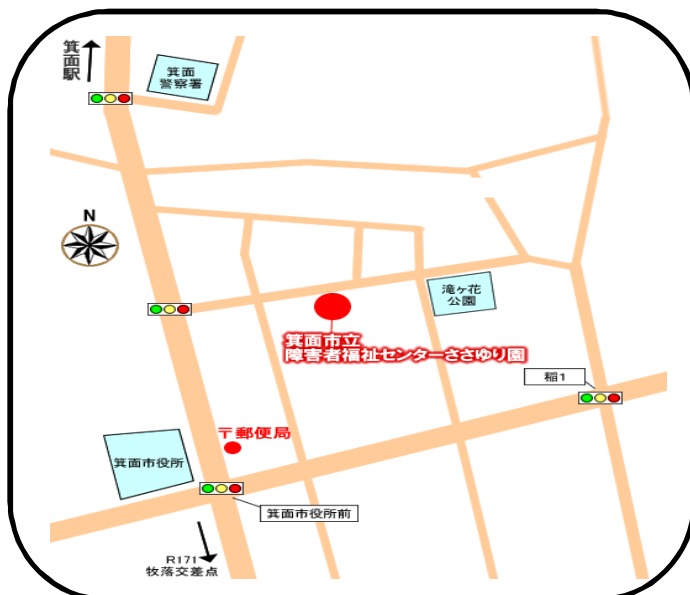 箕面駅
箕面
警察署
N
滝ヶ花
公園
箕面市立
障害者福祉センターささゆり園
稲1
〒郵便局
箕面市役所
箕面市役所前
R171
牧落交差点